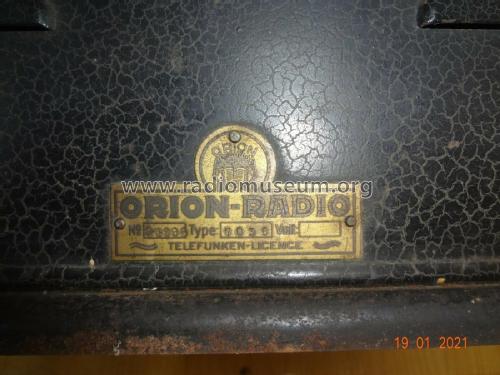 ORION
www.radiomuseum.org
ORION-RADIO
Nº Type: Volt:
TELEFUNKEN-LICENCE
19 01 2021